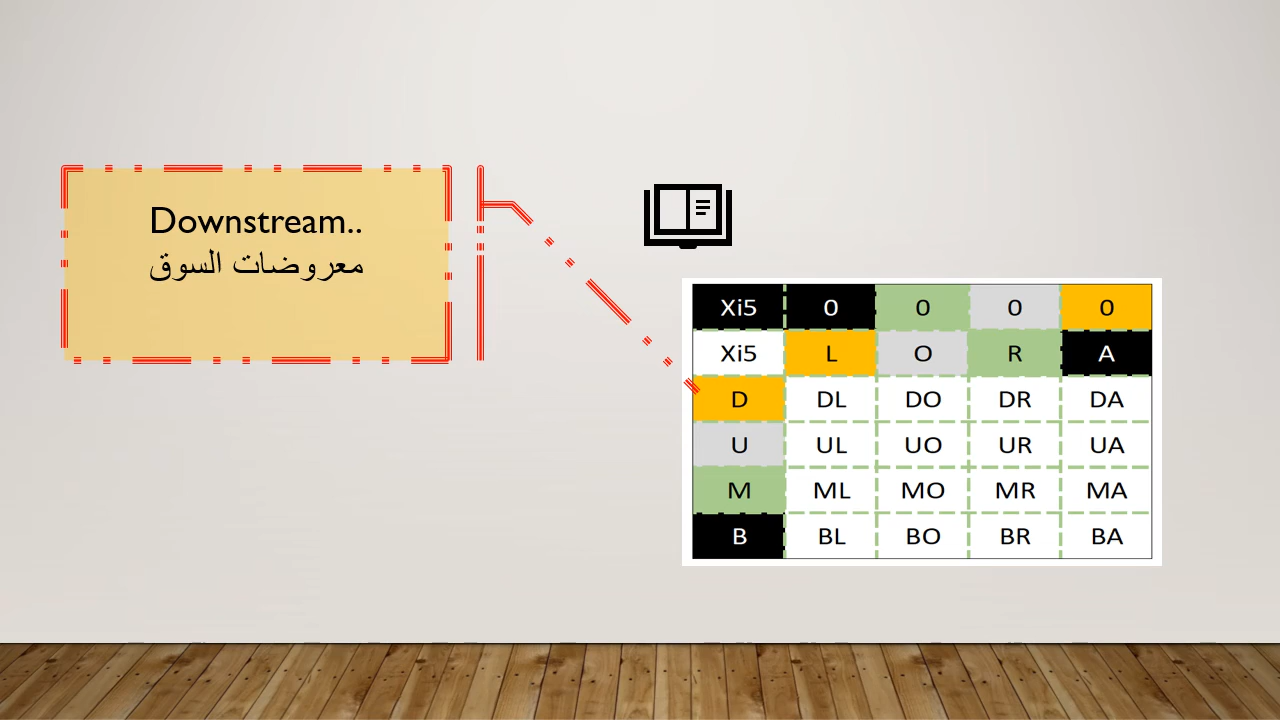 Downstream..
معروضات السوق
Xi5 0 0 0 0
Xi5 L O R A
D DL DO DR DA
U UL UO UR UA
M ML MO MR MA
B BL BO BR BA